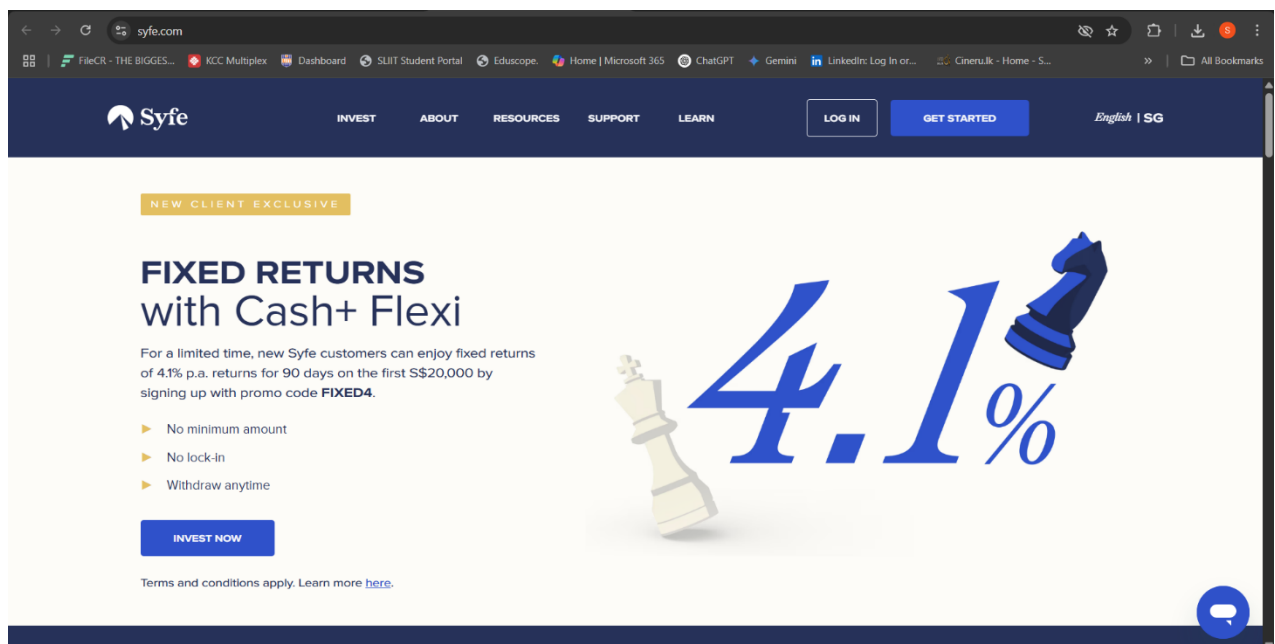 syfe.com
S
FileCR - THE BIGGES...
KCC Multiplex
Dashboard
SLIIT Student Portal
Eduscope.
Home | Microsoft 365
ChatGPT
Gemini
in
LinkedIn: Log In or...
Cineru.lk - Home - S...
»
All Bookmarks
Syfe
INVEST
ABOUT
RESOURCES
SUPPORT
LEARN
LOG IN
GET STARTED
English | SG
NEW CLIENT EXCLUSIVE
FIXED RETURNS
with Cash+ Flexi
For a limited time, new Syfe customers can enjoy fixed returns
of 4.1% p.a. returns for 90 days on the first S$20,000 by
signing up with promo code FIXED4.
No minimum amount
No lock-in
Withdraw anytime
INVEST NOW
Terms and conditions apply. Learn more here.
4.1%